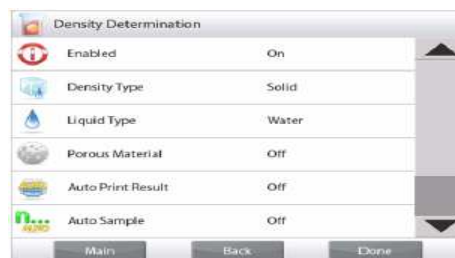 Density Determination
Enabled On
Density Type Solid
Liquid Type Water
Porous Material Off
Auto Print Result Off
n... AUTO Auto Sample Off
Main Back Done